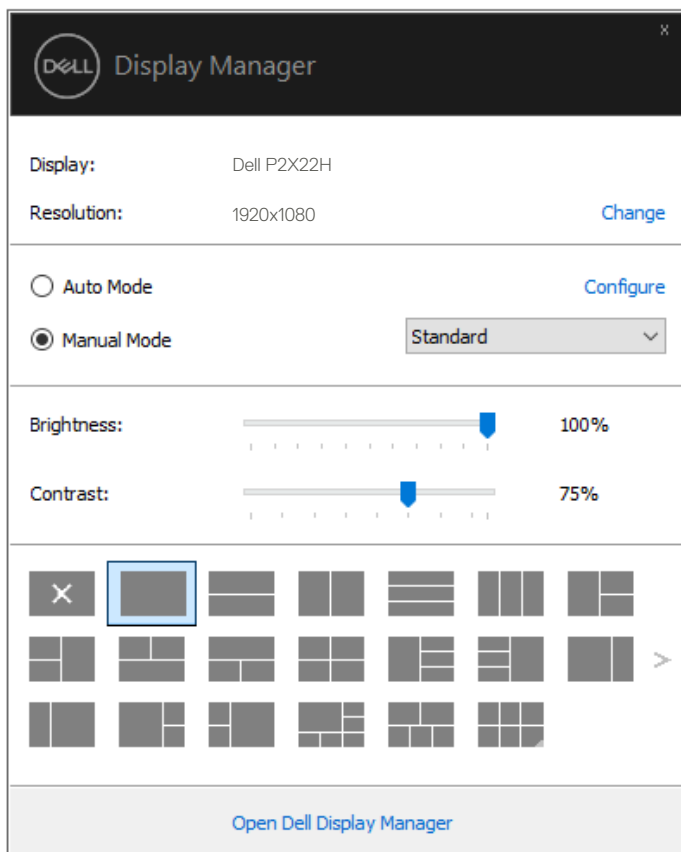 x
DELL Display Manager
Display: Dell P2X22H
Resolution: 1920x1080 Change
Auto Mode Configure
Manual Mode Standard
Brightness: 100%
Contrast: 75%
Open Dell Display Manager